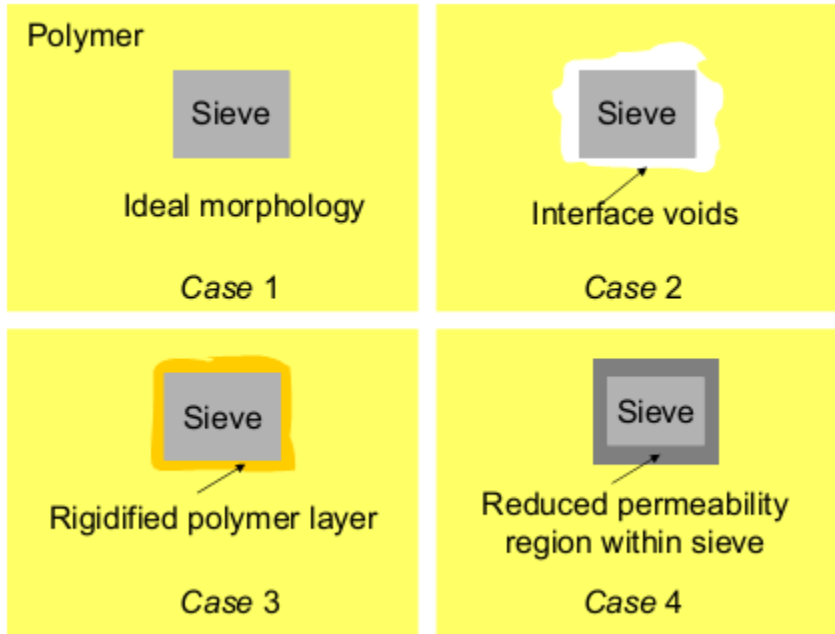 Polymer
Sieve
Ideal morphology
Case 1
Sieve
Interface voids
Case 2
Sieve
Rigidified polymer layer
Case 3
Sieve
Reduced permeability
region within sieve
Case 4